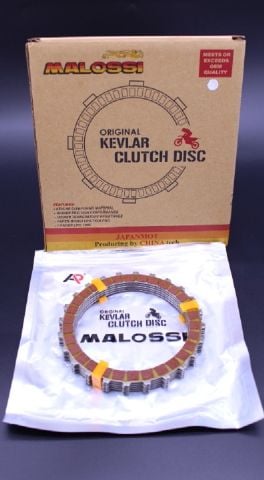 MALOSSI
MEETS OR
EXCEEDS
OEM
QUALITY
ORIGINAL
KEVLAR
CLUTCH DISC
FEATURES:
JAPANMOT
Producing by CHINA tech
AP
ORIGINAL
KEVLAR
CLUTCH DISC
MALOSSI